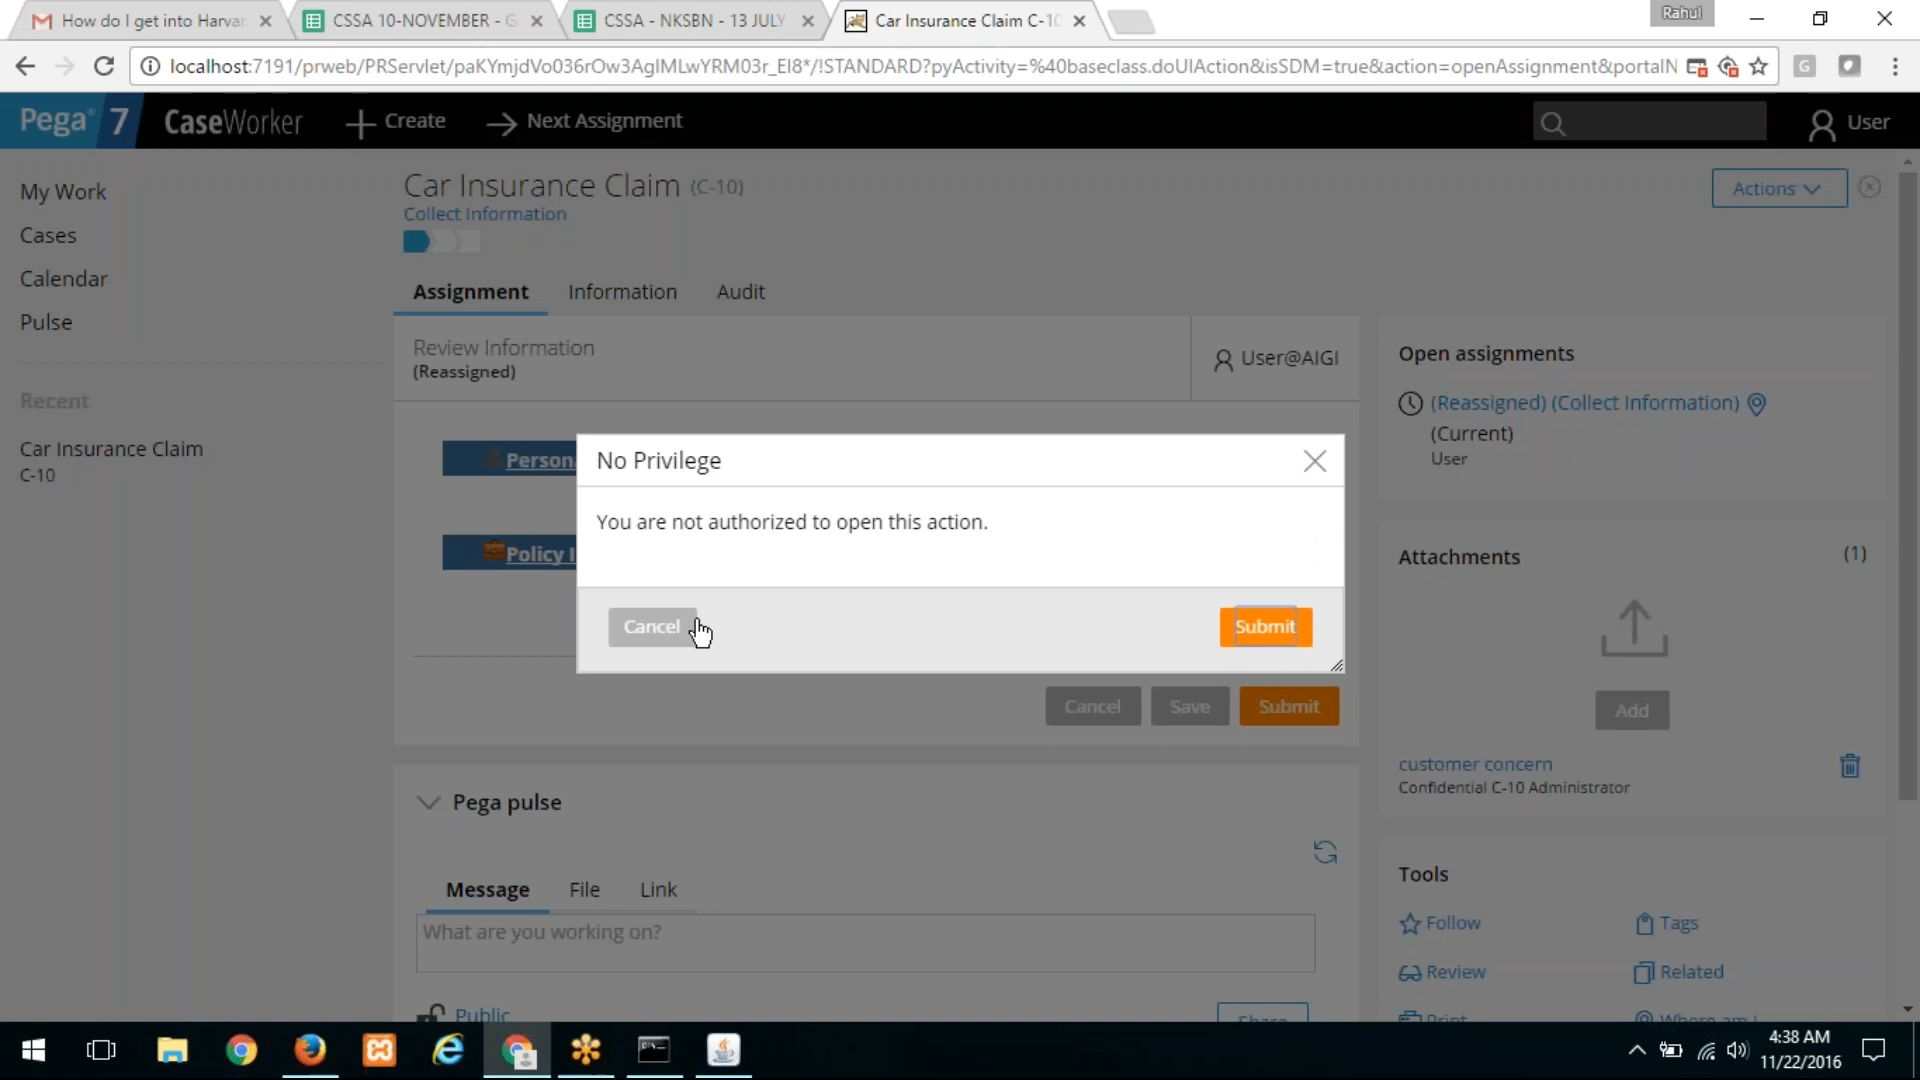 How do I get into Harvar
CSSA 10-NOVEMBER - G
CSSA - NKSBN - 13 JULY
Car Insurance Claim C-10
Rahul
localhost:7191/prweb/PRServlet/paKYmjdVo036rOw3AgIMLwYRM03r_EI8*/!STANDARD?pyActivity=%40baseclass.doUIAction&isSDM=true&action=openAssignment&portalN
Pega 7 CaseWorker
Create
Next Assignment
User
My Work
Cases
Calendar
Pulse
Recent
Car Insurance Claim
C-10
Car Insurance Claim (C-10)
Collect Information
Actions
Assignment Information Audit
Review Information
(Reassigned)
User@AIGI
Persona
Policy I
No Privilege
You are not authorized to open this action.
Cancel Submit
Cancel Save Submit
Pega pulse
Message File Link
What are you working on?
Public
Share
Open assignments
(Reassigned) (Collect Information)
(Current)
User
Attachments (1)
Add
customer concern
Confidential C-10 Administrator
Tools
Follow Tags
Review Related
Print Where am I
4:38 AM
11/22/2016